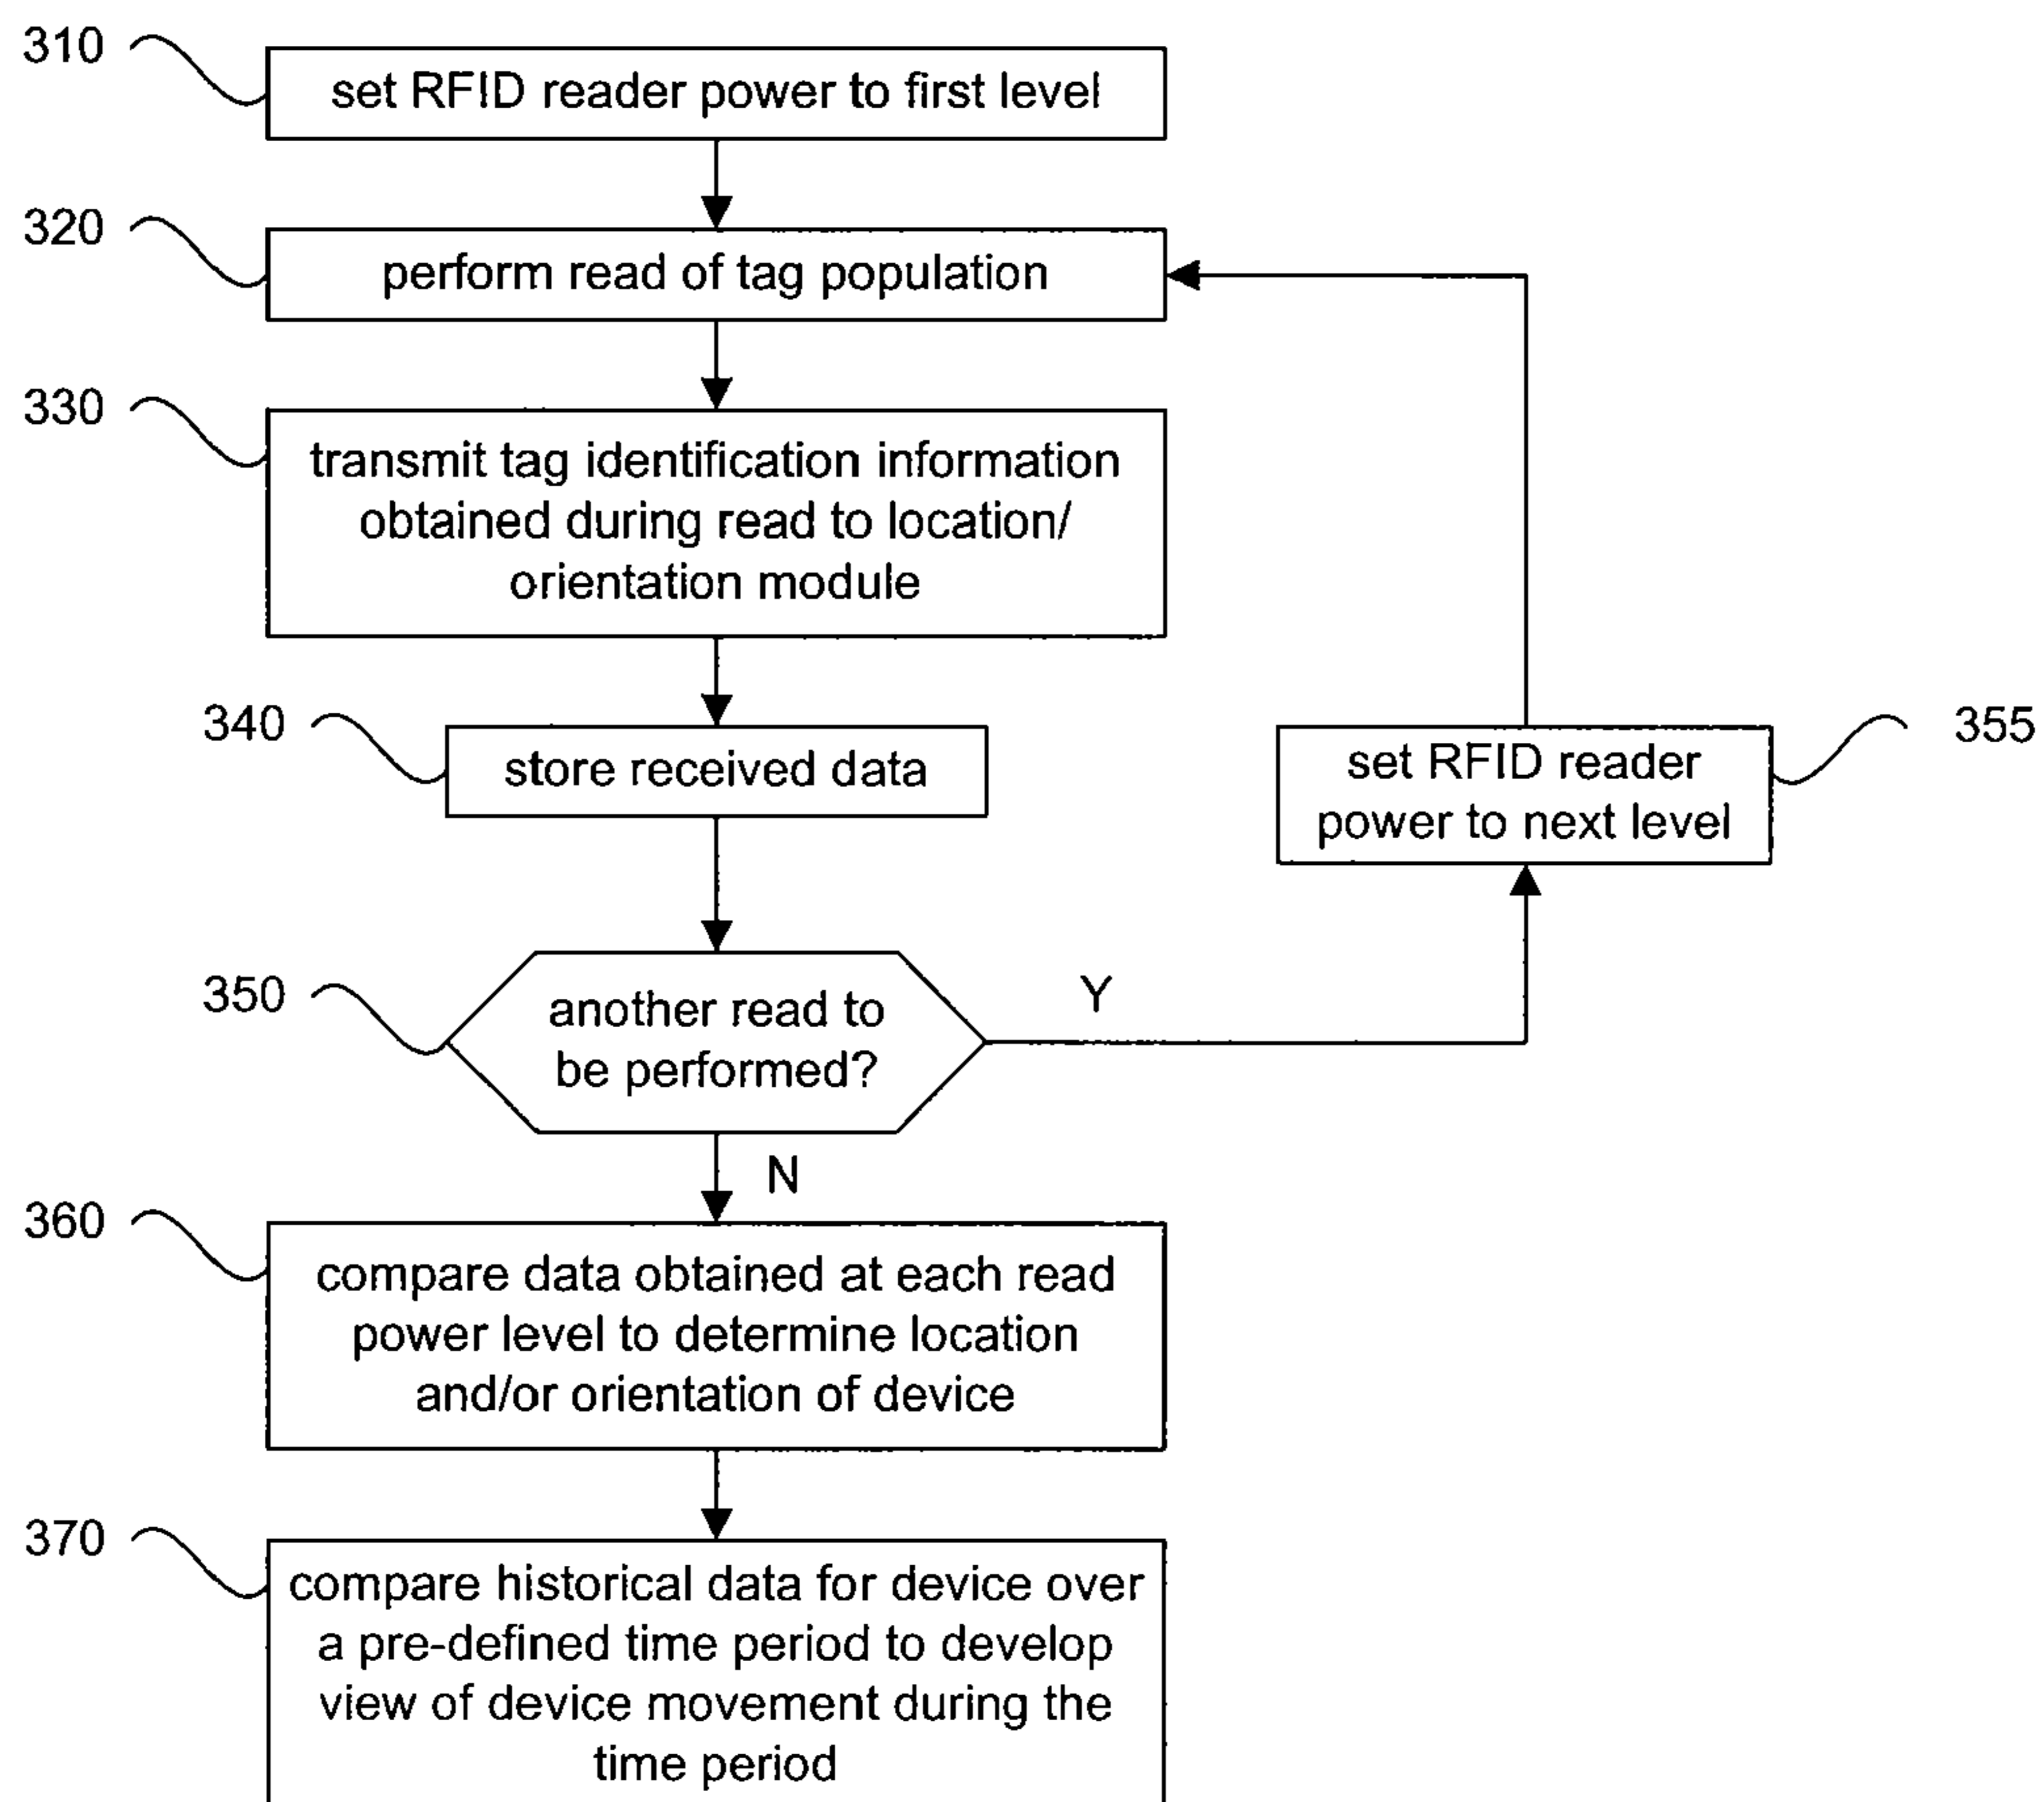 310
set RFID reader power to first level
320
perform read of tag population
330
transmit tag identification information
obtained during read to location/
orientation module
340
store received data
355
set RFID reader
power to next level
350
another read to
be performed?
Y
N
360
compare data obtained at each read
power level to determine location
and/or orientation of device
370
compare historical data for device over
a pre-defined time period to develop
view of device movement during the
time period